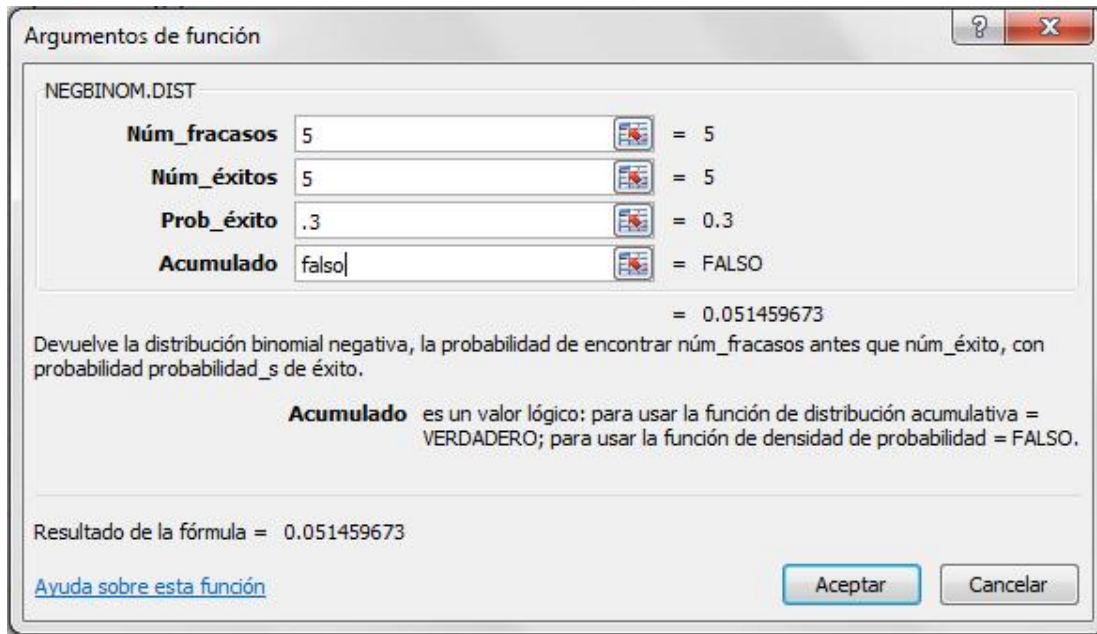 Argumentos de función
NEGBINOM.DIST
Núm_fracasos 5 = 5
Núm_éxitos 5 = 5
Prob_éxito .3 = 0.3
Acumulado falso = FALSO
= 0.051459673
Devuelve la distribución binomial negativa, la probabilidad de encontrar núm_fracasos antes que núm_éxito, con
probabilidad probabilidad_s de éxito.
Acumulado es un valor lógico: para usar la función de distribución acumulativa =
VERDADERO; para usar la función de densidad de probabilidad = FALSO.
Resultado de la fórmula = 0.051459673
Ayuda sobre esta función Aceptar Cancelar